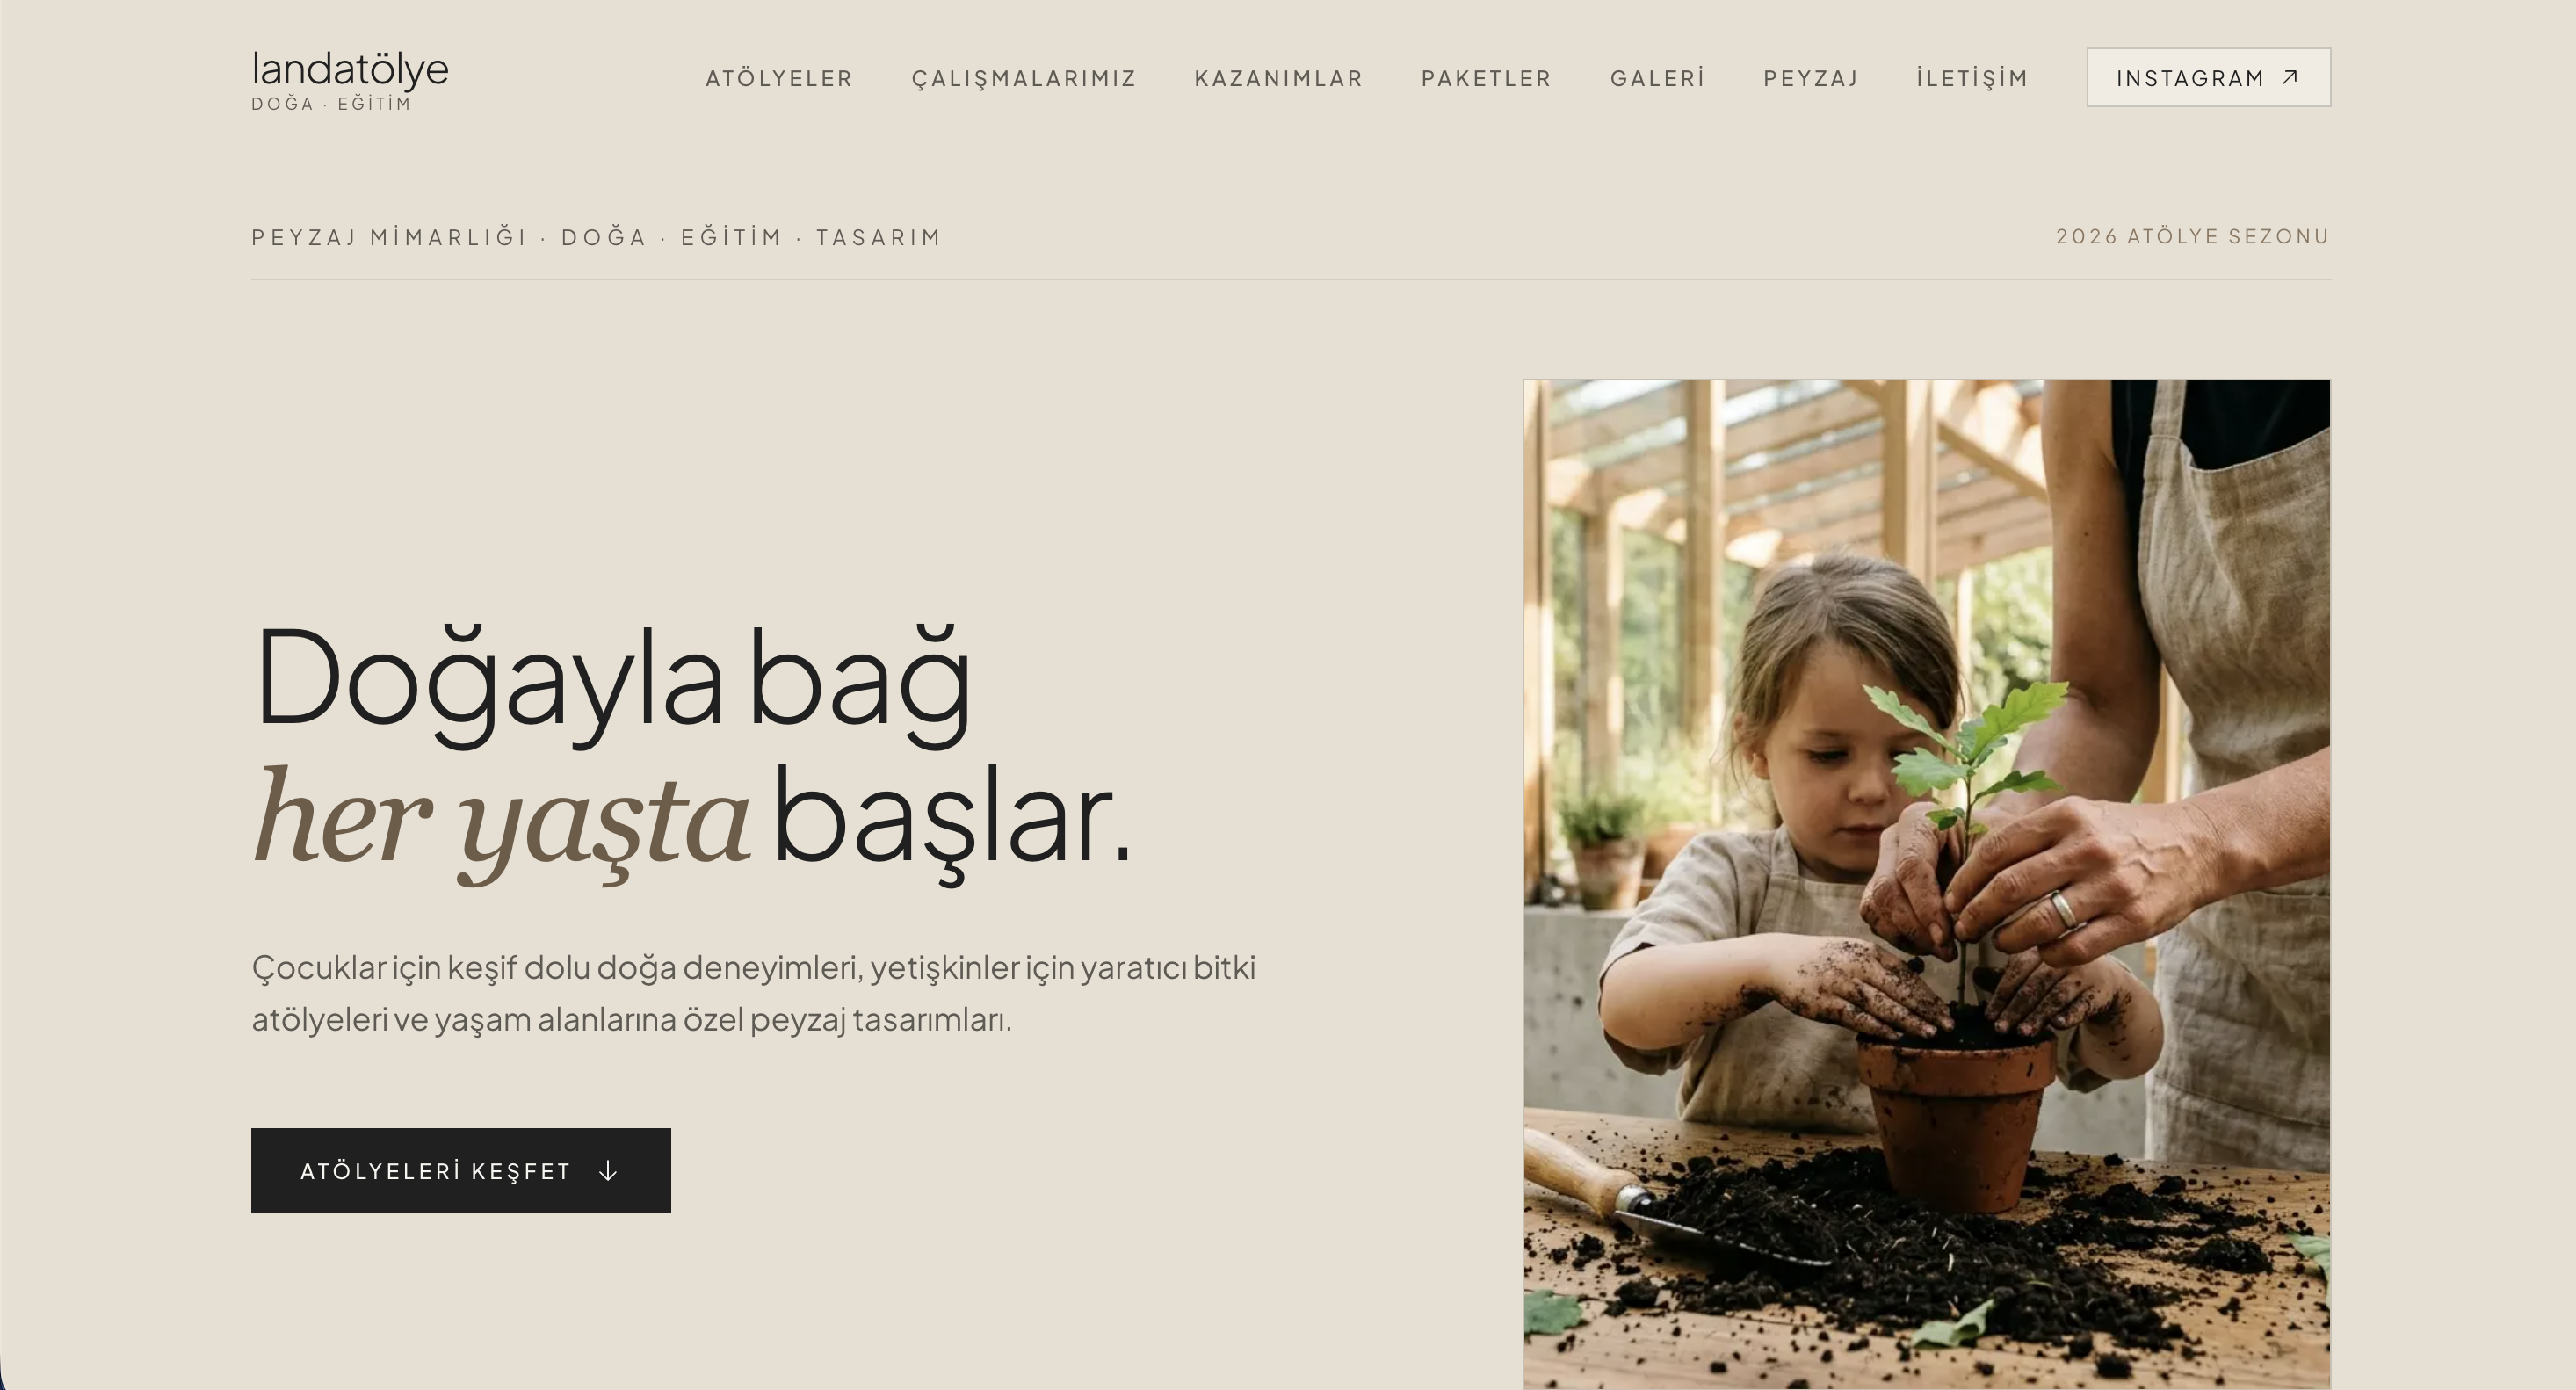 landatölye
DOĞA · EĞİTİM
ATÖLYELER
ÇALIŞMALARIMIZ
KAZANIMLAR
PAKETLER
GALERİ
PEYZAJ
İLETİŞİM
INSTAGRAM ↗
PEYZAJ MİMARLIĞI · DOĞA · EĞİTİM · TASARIM
2026 ATÖLYE SEZONU
Doğayla bağ
her yaşta başlar.
Çocuklar için keşif dolu doğa deneyimleri, yetişkinler için yaratıcı bitki
atölyeleri ve yaşam alanlarına özel peyzaj tasarımları.
ATÖLYELERİ KEŞFET ↓